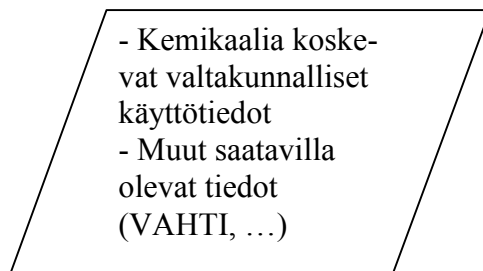 - Kemikaalia koske-
vat valtakunnalliset
käyttötiedot
- Muut saatavilla
olevat tiedot
(VAHTI, …)